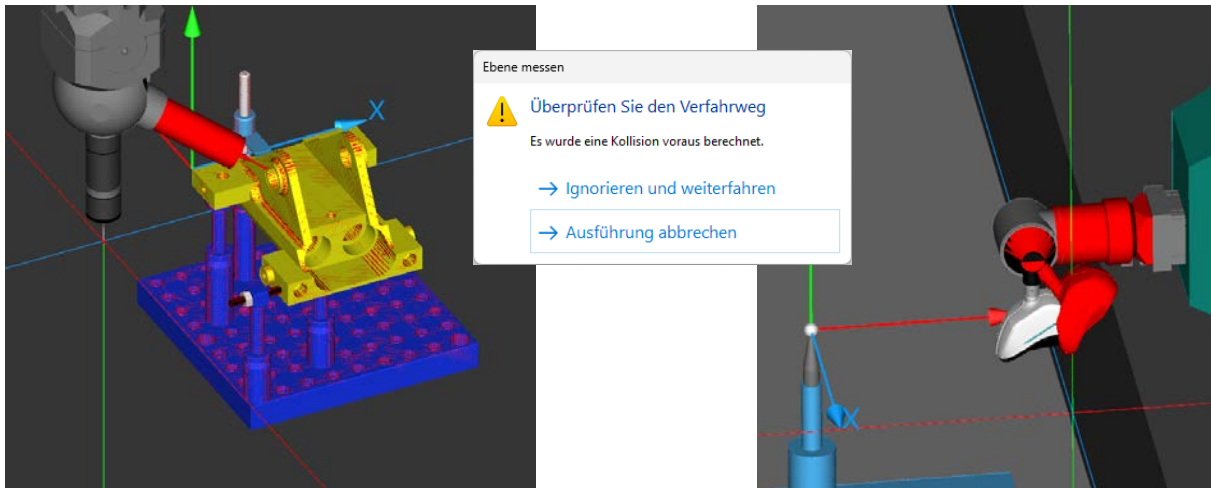 X
Ebene messen
Überprüfen Sie den Verfahrweg
Es wurde eine Kollision voraus berechnet.
→ Ignorieren und weiterfahren
→ Ausführung abbrechen
X